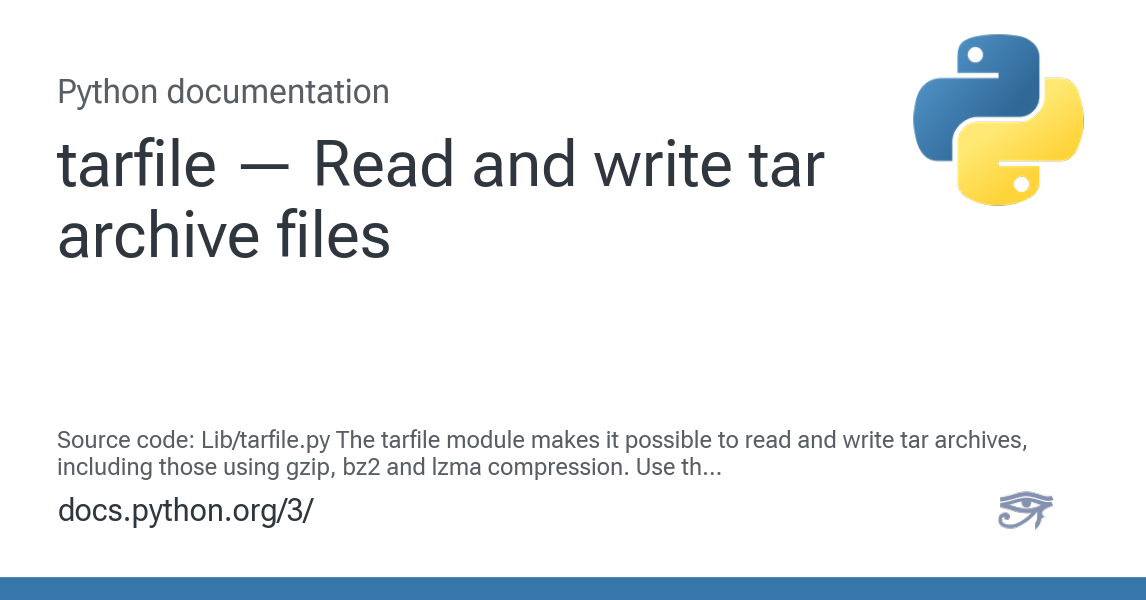 Python documentation
tarfile — Read and write tar
archive files
Source code: Lib/tarfile.py The tarfile module makes it possible to read and write tar archives,
including those using gzip, bz2 and lzma compression. Use th...
docs.python.org/3/